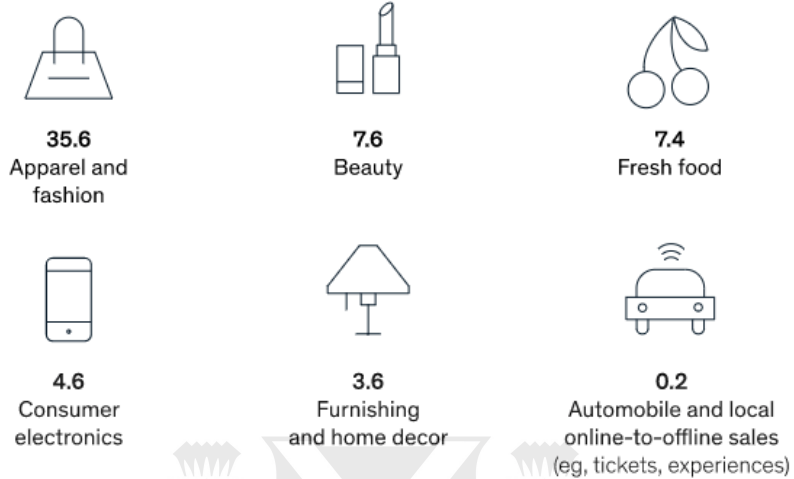 35.6
Apparel and
fashion
7.6
Beauty
7.4
Fresh food
4.6
Consumer
electronics
3.6
Furnishing
and home decor
0.2
Automobile and local
online-to-offline sales
(eg, tickets, experiences)